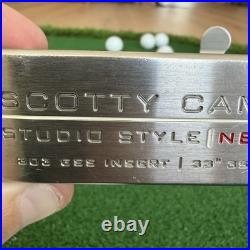 SCOTTY CAM
STUDIO STYLE | NE
303 GSS INSERT | 33" 35